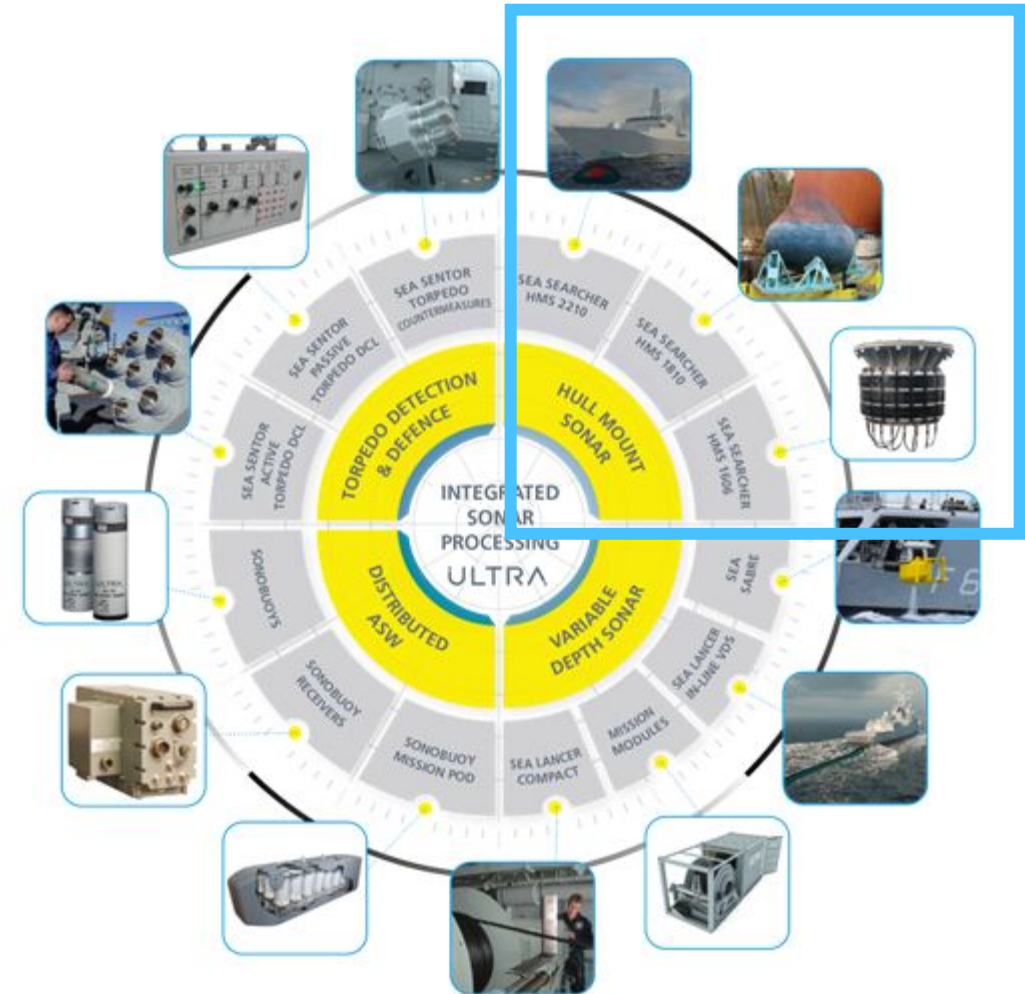 SEA SENTOR
TORPEDO
COUNTERMEASURES
SEA SEARCHER
HMS 2210
SEA SENTOR
PASSIVE
TORPEDO DCL
SEA SEARCHER
HMS 1810
SEA SENTOR
ACTIVE
TORPEDO DCL
SEA SEARCHER
HMS 1606
TORPEDO DETECTION
& DEFENCE
HULL MOUNT
SONAR
INTEGRATED
SONAR
PROCESSING
ULTRA
DISTRIBUTED
ASW
VARIABLE
DEPTH SONAR
SONOBUOYS
SEA
SABRE
SONOBUOY
RECEIVERS
SEA LANCER
IN-LINE VDS
SONOBUOY
MISSION POD
SEA LANCER
COMPACT
MISSION
MODULES
ULTRA